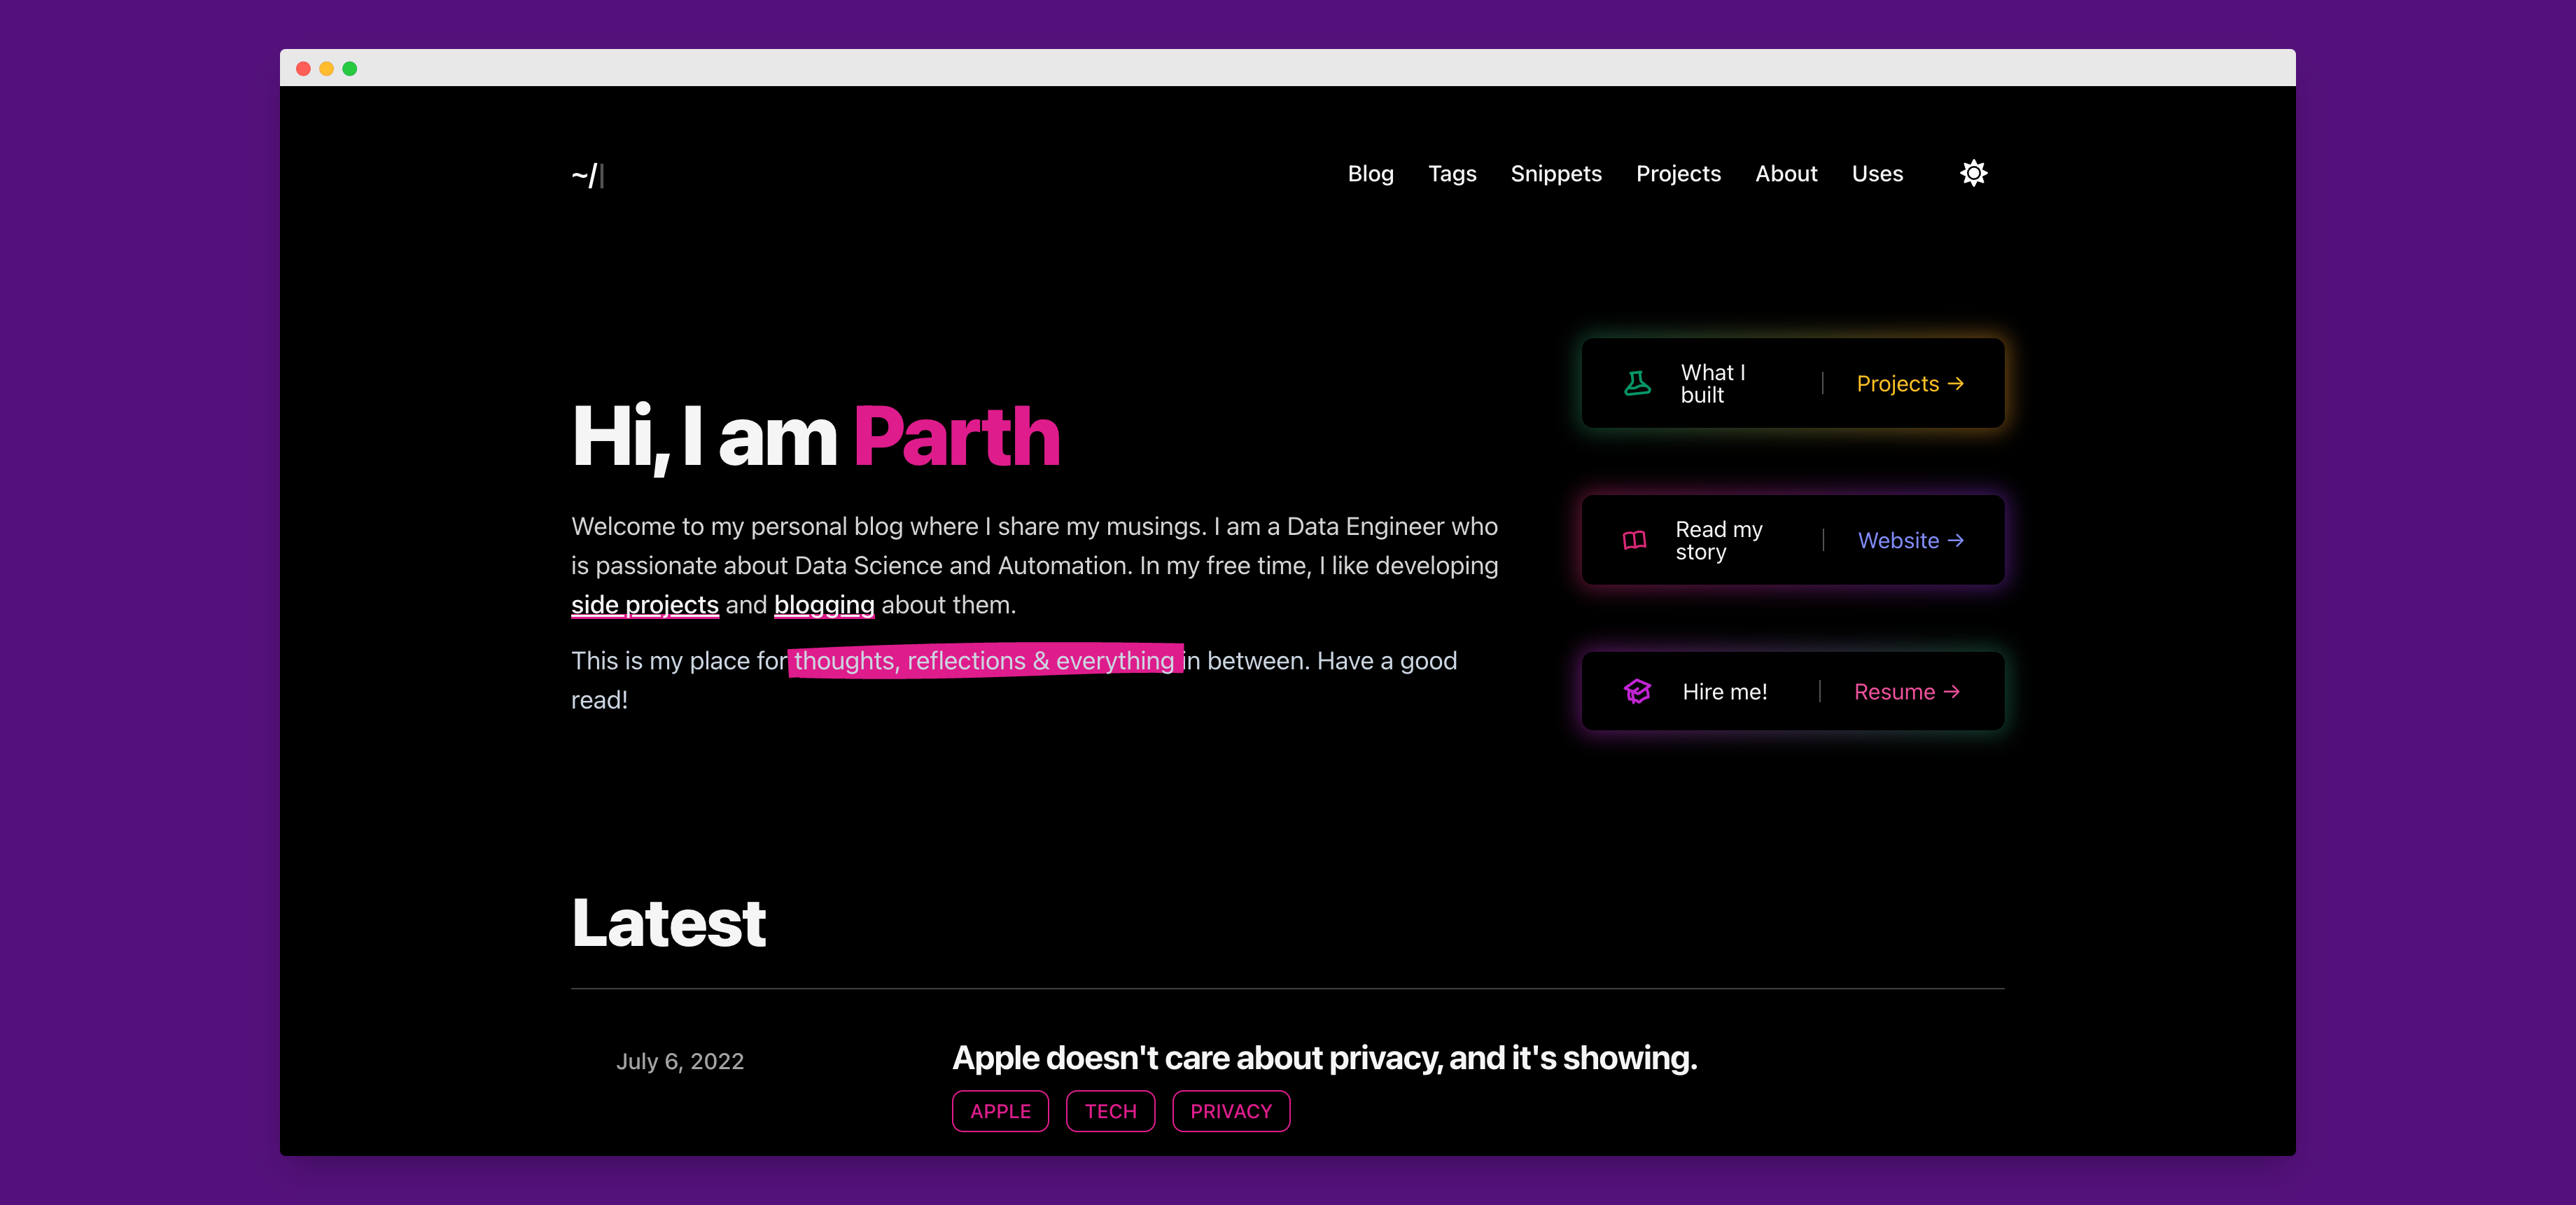 ~/
Blog Tags Snippets Projects About Uses
Hi, I am Parth
Welcome to my personal blog where I share my musings. I am a Data Engineer who
is passionate about Data Science and Automation. In my free time, I like developing
side projects and blogging about them.
This is my place for thoughts, reflections & everything in between. Have a good
read!
What I
built
Projects →
Read my
story
Website →
Hire me!
Resume →
Latest
July 6, 2022
Apple doesn't care about privacy, and it's showing.
APPLE TECH PRIVACY